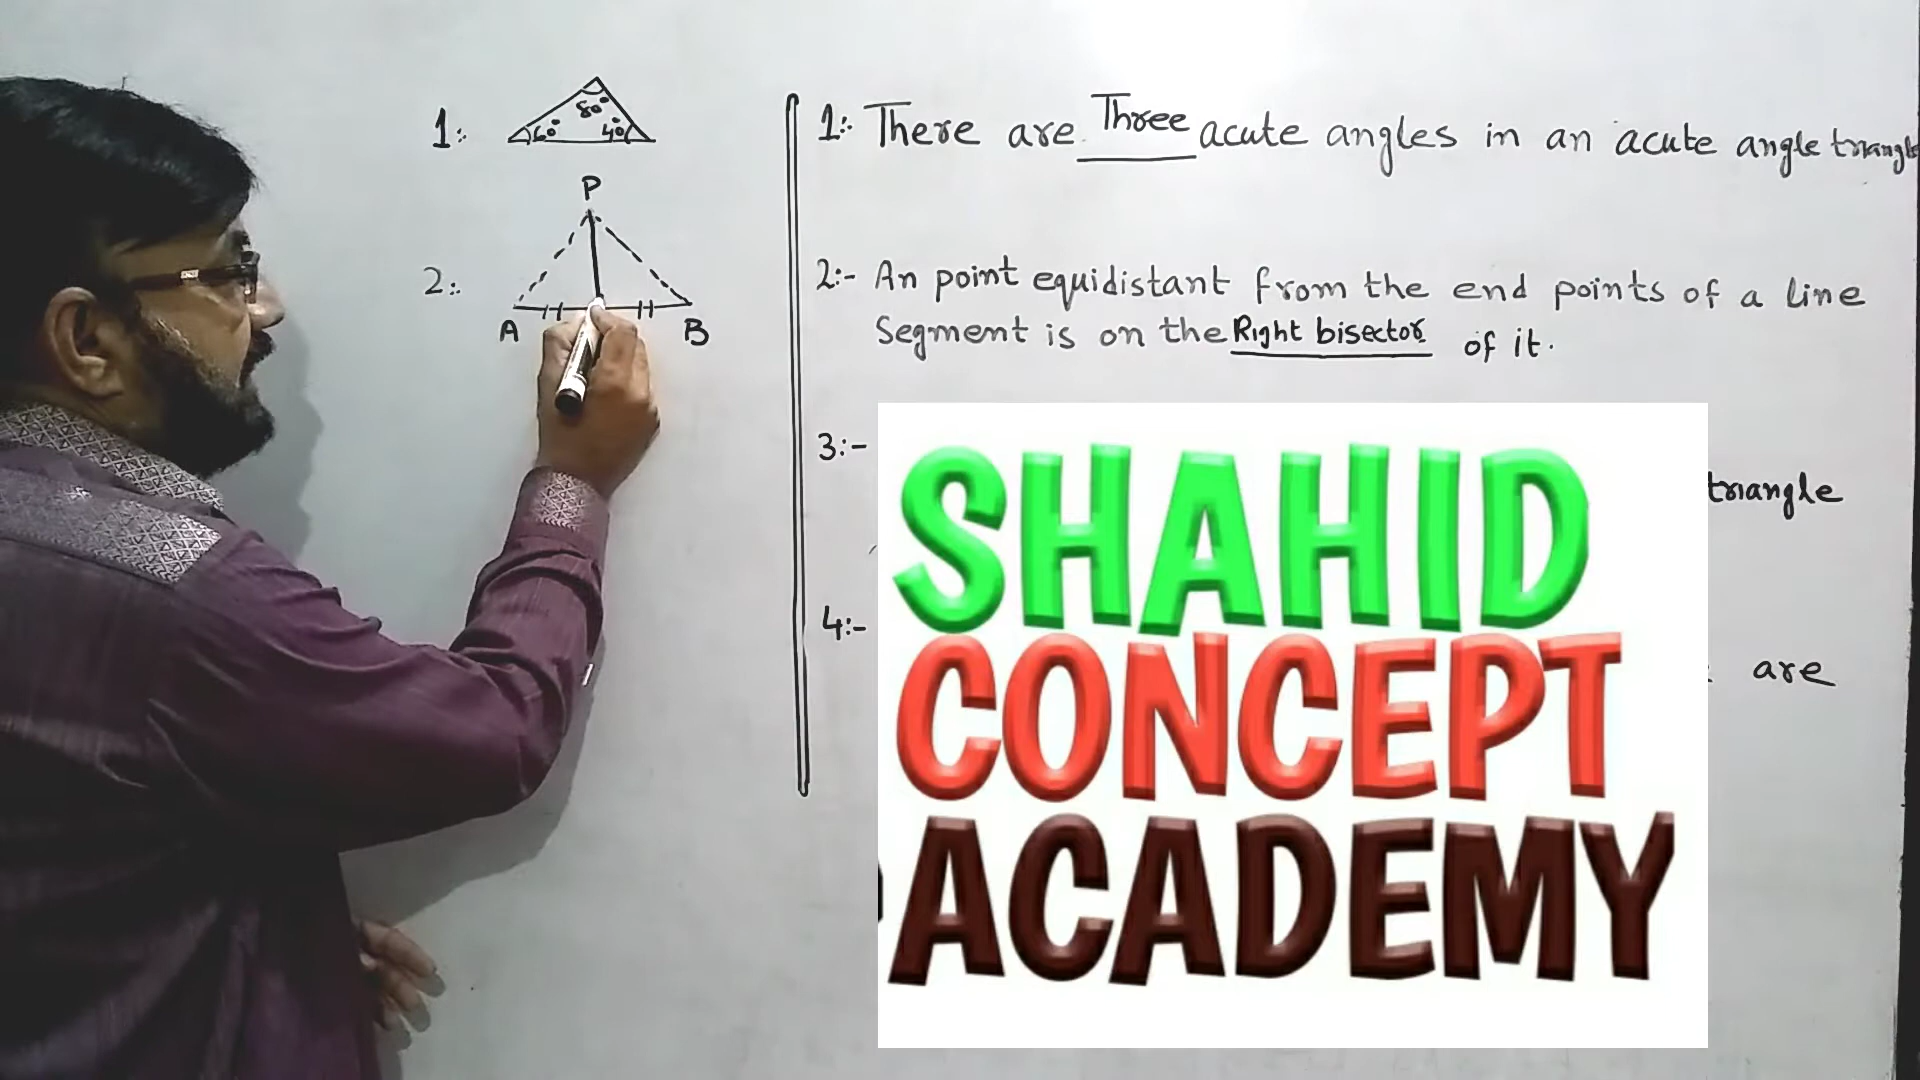 1:.
80°
60°
40
P
2:.
A
B
1:. There are Three acute angles in an acute angle triangle
2:- An point equidistant from the end points of a line
Segment is on the Right bisector of it.
3:-
triangle
4:-
are
SHAHID
CONCEPT
ACADEMY